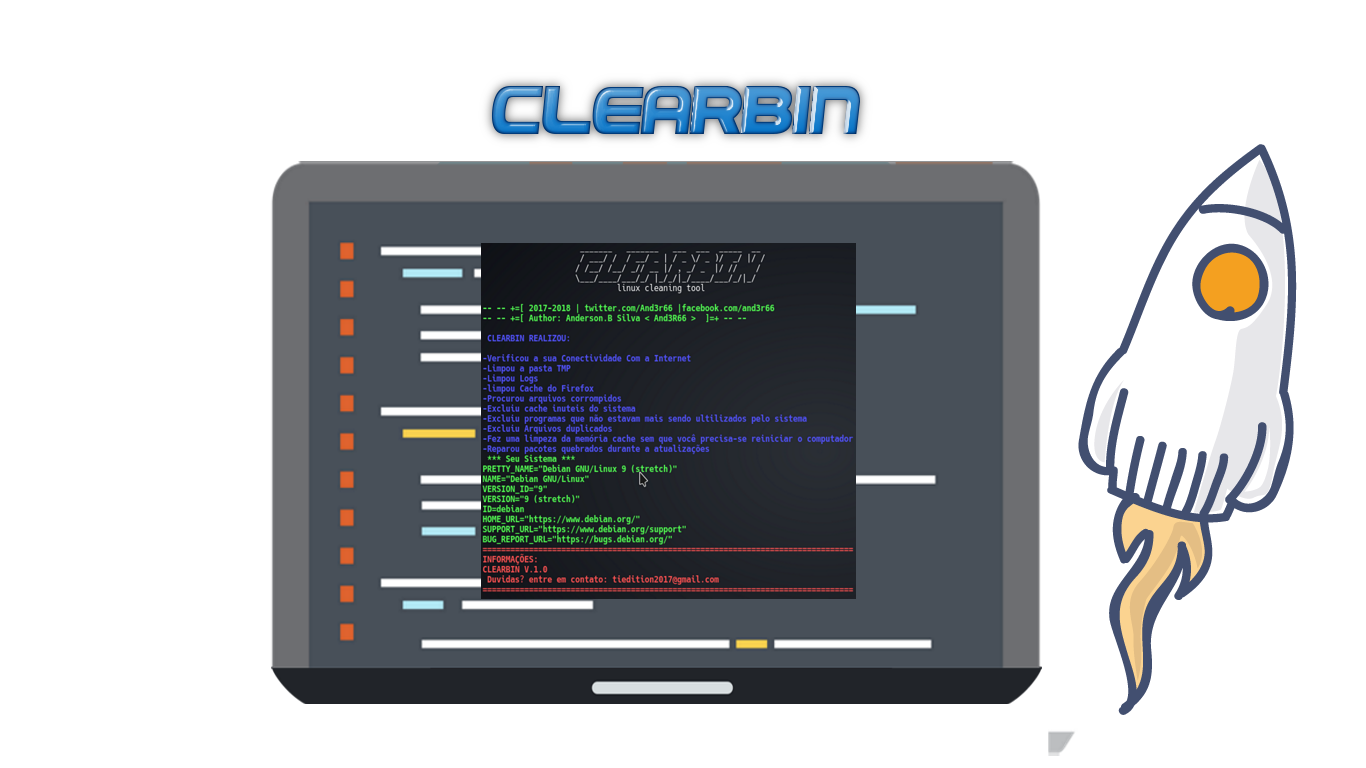 CLEARBIN
CLEARBIN
linux cleaning tool
-- -- +=[ 2017-2018 | twitter.com/And3r66 |facebook.com/and3r66
-- -- +=[ Author: Anderson.B Silva < And3R66 >  ]=+ -- --
CLEARBIN REALIZOU:
-Verificou a sua Conectividade Com a Internet
-Limpou a pasta TMP
-Limpou Logs
-limpou Cache do Firefox
-Procurou arquivos corrompidos
-Excluiu cache inuteis do sistema
-Excluiu programas que não estavam mais sendo ultilizados pelo sistema
-Excluiu Arquivos duplicados
-Fez uma limpeza da memória cache sem que você precisa-se reiniciar o computador
-Reparou pacotes quebrados durante a atualizações
*** Seu Sistema ***
PRETTY_NAME="Debian GNU/Linux 9 (stretch)"
NAME="Debian GNU/Linux"
VERSION_ID="9"
VERSION="9 (stretch)"
ID=debian
HOME_URL="https://www.debian.org/"
SUPPORT_URL="https://www.debian.org/support"
BUG_REPORT_URL="https://bugs.debian.org/"
INFORMAÇÕES:
CLEARBIN V.1.0
Duvidas? entre em contato: tiedition2017@gmail.com